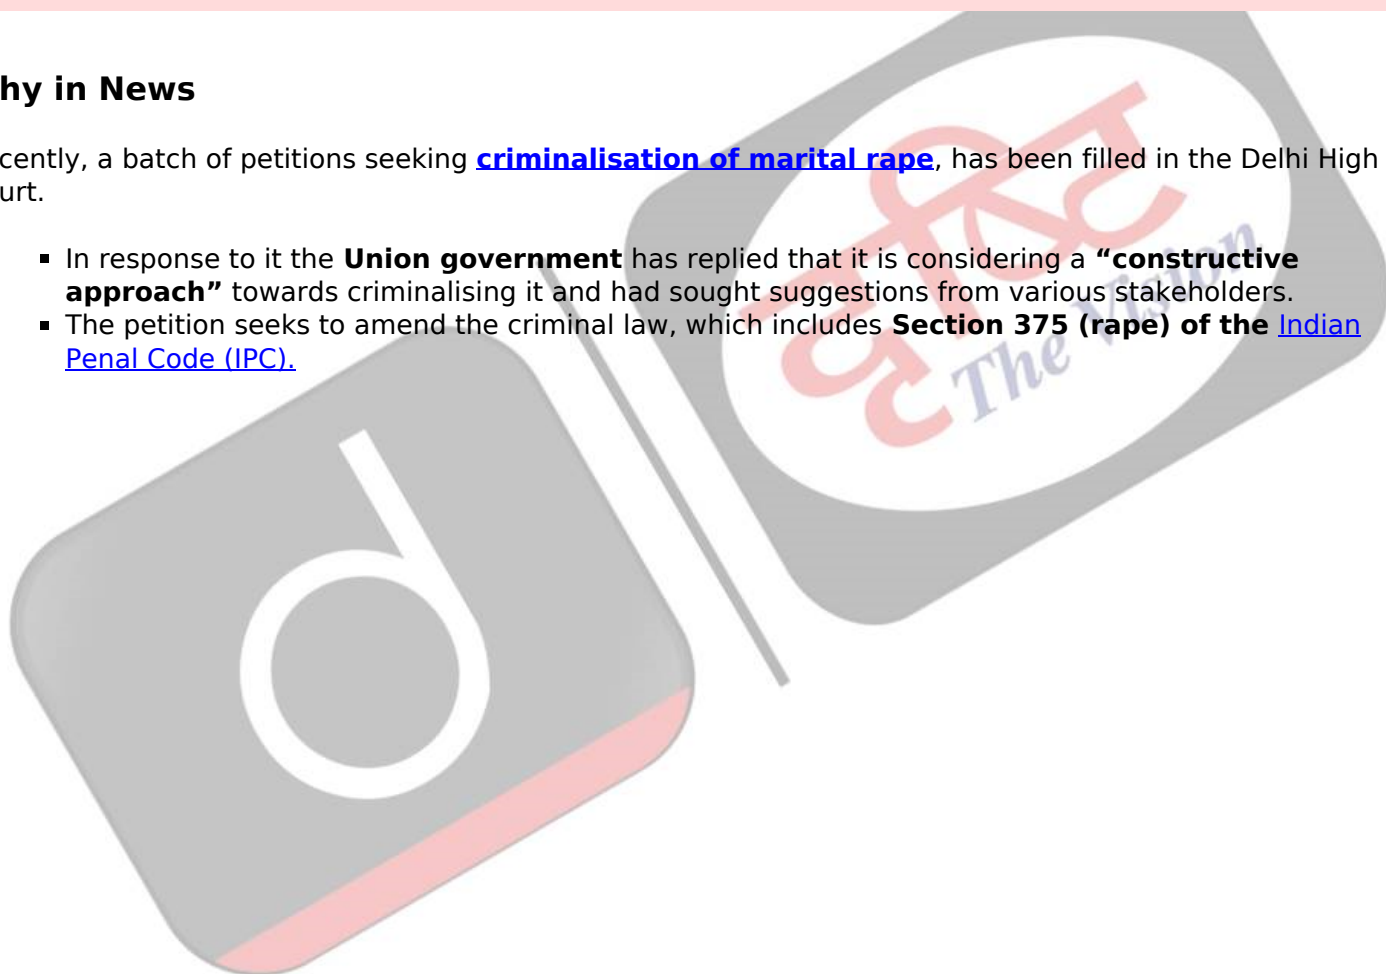 hy in News
cently, a batch of petitions seeking criminalisation of marital rape, has been filled in the Delhi High
urt.
▪ In response to it the Union government has replied that it is considering a “constructive
approach” towards criminalising it and had sought suggestions from various stakeholders.
▪ The petition seeks to amend the criminal law, which includes Section 375 (rape) of the Indian
Penal Code (IPC).
दृष्टि
The Vision
d